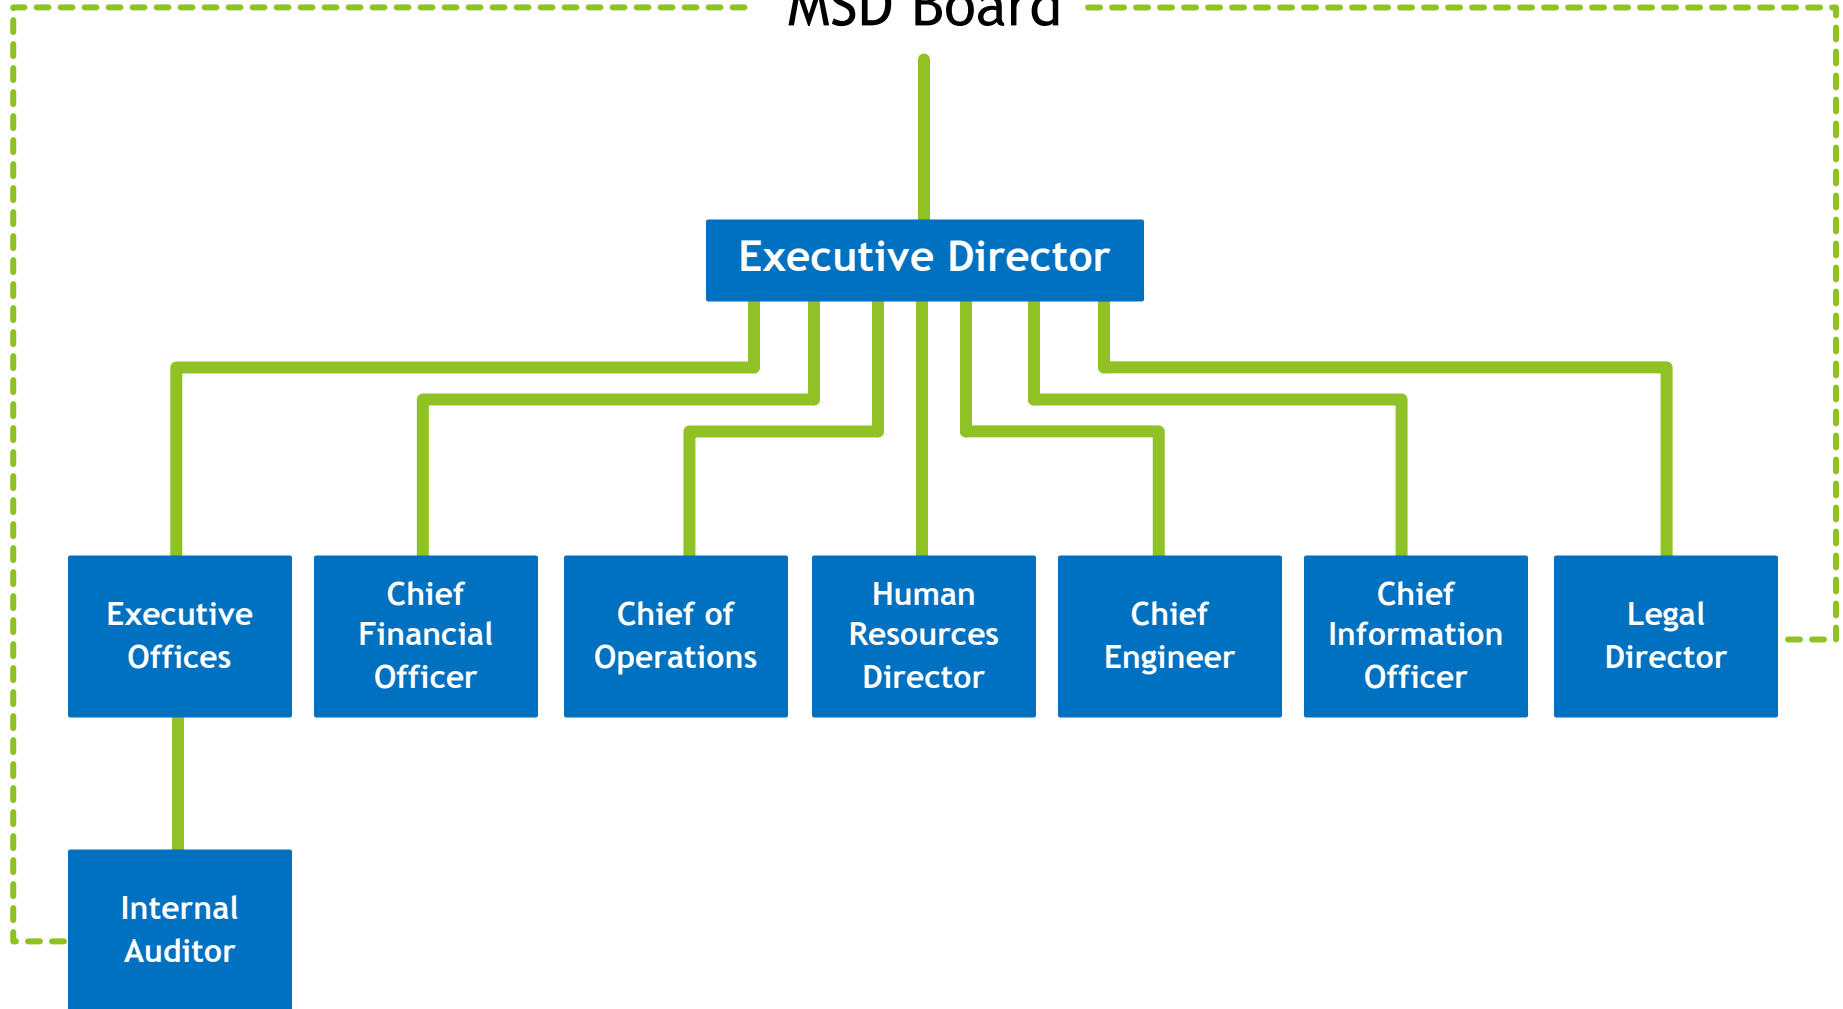 MSD Board
Executive Director
Executive
Offices
Chief
Financial
Officer
Chief of
Operations
Human
Resources
Director
Chief
Engineer
Chief
Information
Officer
Legal
Director
Internal
Auditor